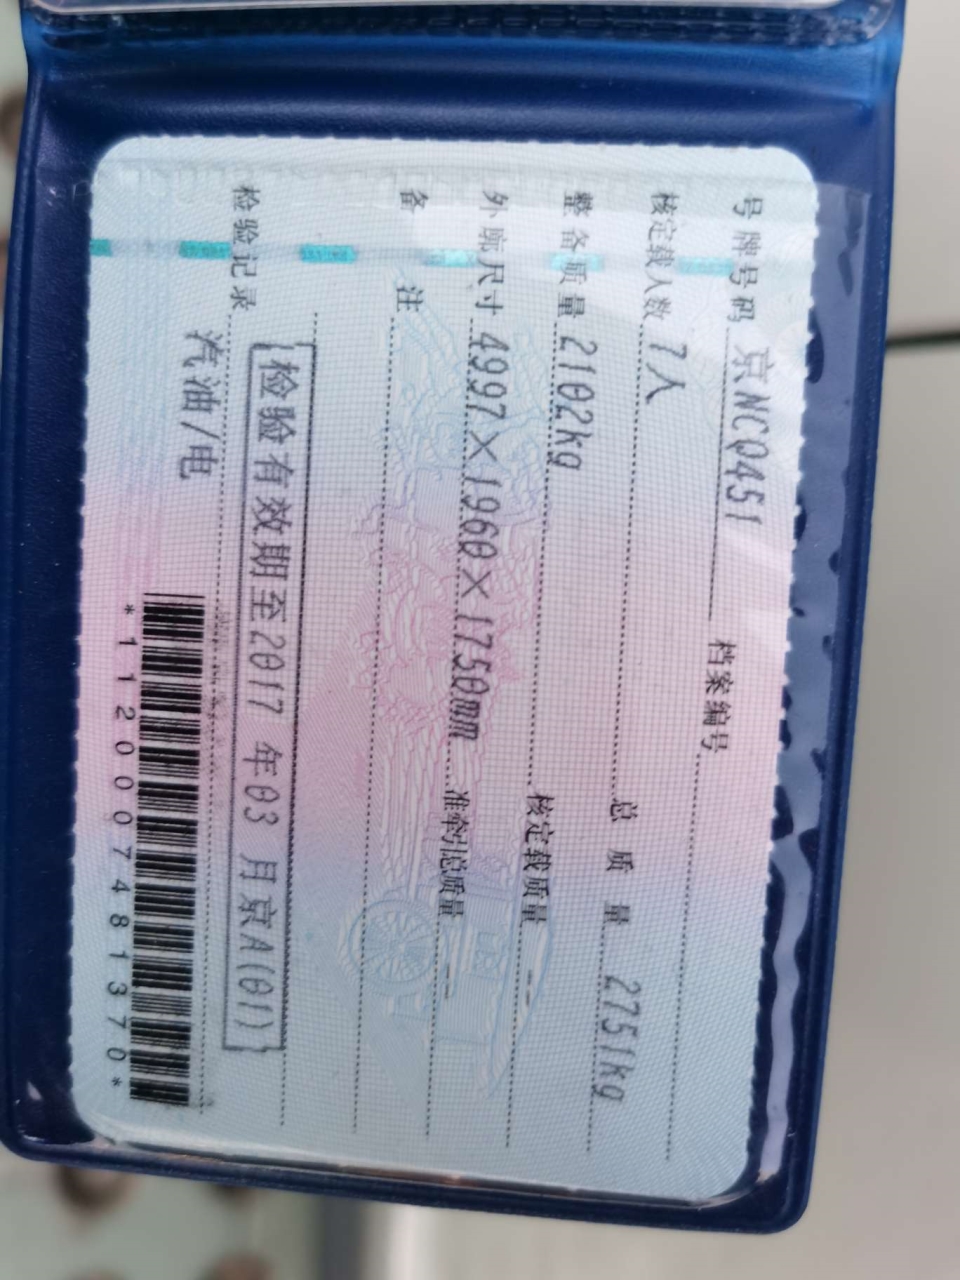 号牌号码 京NCQ451 档案编号
核定载人数 7人 总质量 2751kg
整备质量 2102kg 核定载质量 --
外廓尺寸 4997×1960×1750mm 准牵引总质量 --
备注
检验有效期至2017年03月京A(01)
检验记录
汽油/电
*1120007481370*